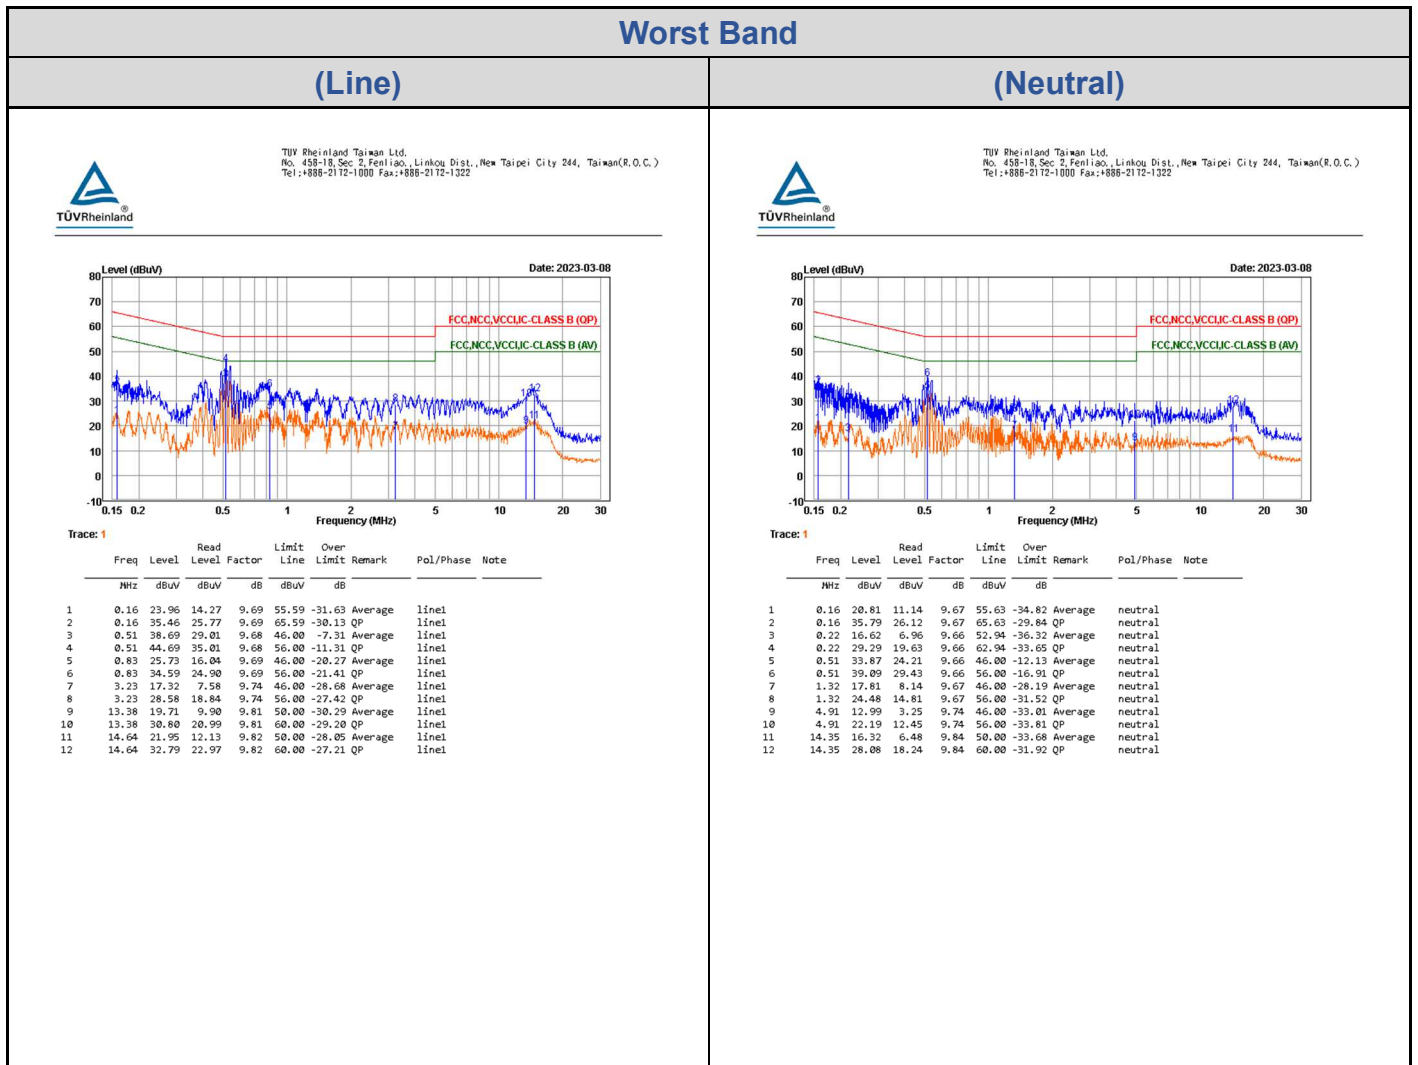 Worst Band
(Line)
(Neutral)
TÜVRheinland®
TUV Rheinland Taiwan Ltd.
No. 458-18,Sec 2,Fenliao.,Linkou Dist.,New Taipei City 244, Taiwan(R.O.C.)
Tel:+886-2172-1000 Fax:+886-2172-1322
Level (dBuV)
Date: 2023-03-08
80
70
60
50
40
30
20
10
0
-10
FCC,NCC,VCCI,IC-CLASS B (QP)
FCC,NCC,VCCI,IC-CLASS B (AV)
0.15 0.2 0.5 1 2 5 10 20 30
Frequency (MHz)
Trace: 1
Read Limit Over
Freq Level Level Factor Line Limit Remark Pol/Phase Note
MHz dBuV dBuV dB dBuV dB
1 0.16 23.96 14.27 9.69 55.59 -31.63 Average line1
2 0.16 35.46 25.77 9.69 65.59 -30.13 QP line1
3 0.51 38.69 29.01 9.68 46.00 -7.31 Average line1
4 0.51 44.69 35.01 9.68 56.00 -11.31 QP line1
5 0.83 25.73 16.04 9.69 46.00 -20.27 Average line1
6 0.83 34.59 24.90 9.69 56.00 -21.41 QP line1
7 3.23 17.32 7.58 9.74 46.00 -28.68 Average line1
8 3.23 28.58 18.84 9.74 56.00 -27.42 QP line1
9 13.38 19.71 9.90 9.81 50.00 -30.29 Average line1
10 13.38 30.80 20.99 9.81 60.00 -29.20 QP line1
11 14.64 21.95 12.13 9.82 50.00 -28.05 Average line1
12 14.64 32.79 22.97 9.82 60.00 -27.21 QP line1
TÜVRheinland®
TUV Rheinland Taiwan Ltd.
No. 458-18,Sec 2,Fenliao.,Linkou Dist.,New Taipei City 244, Taiwan(R.O.C.)
Tel:+886-2172-1000 Fax:+886-2172-1322
Level (dBuV)
Date: 2023-03-08
80
70
60
50
40
30
20
10
0
-10
FCC,NCC,VCCI,IC-CLASS B (QP)
FCC,NCC,VCCI,IC-CLASS B (AV)
0.15 0.2 0.5 1 2 5 10 20 30
Frequency (MHz)
Trace: 1
Read Limit Over
Freq Level Level Factor Line Limit Remark Pol/Phase Note
MHz dBuV dBuV dB dBuV dB
1 0.16 20.81 11.14 9.67 55.63 -34.82 Average neutral
2 0.16 35.79 26.12 9.67 65.63 -29.84 QP neutral
3 0.22 16.62 6.96 9.66 52.94 -36.32 Average neutral
4 0.22 29.29 19.63 9.66 62.94 -33.65 QP neutral
5 0.51 33.87 24.21 9.66 46.00 -12.13 Average neutral
6 0.51 39.09 29.43 9.66 56.00 -16.91 QP neutral
7 1.32 17.81 8.14 9.67 46.00 -28.19 Average neutral
8 1.32 24.48 14.81 9.67 56.00 -31.52 QP neutral
9 4.91 12.99 3.25 9.74 46.00 -33.01 Average neutral
10 4.91 22.19 12.45 9.74 56.00 -33.81 QP neutral
11 14.35 16.32 6.48 9.84 50.00 -33.68 Average neutral
12 14.35 28.08 18.24 9.84 60.00 -31.92 QP neutral